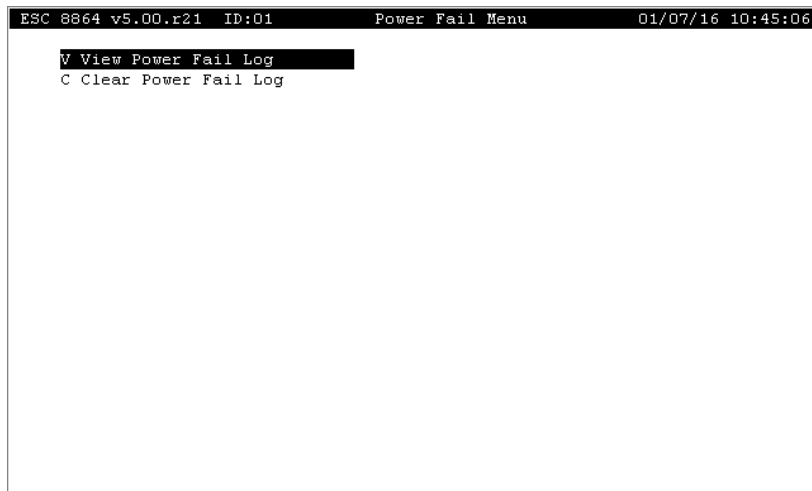 ESC 8864 v5.00.r21 ID:01 Power Fail Menu 01/07/16 10:45:06
V View Power Fail Log
C Clear Power Fail Log